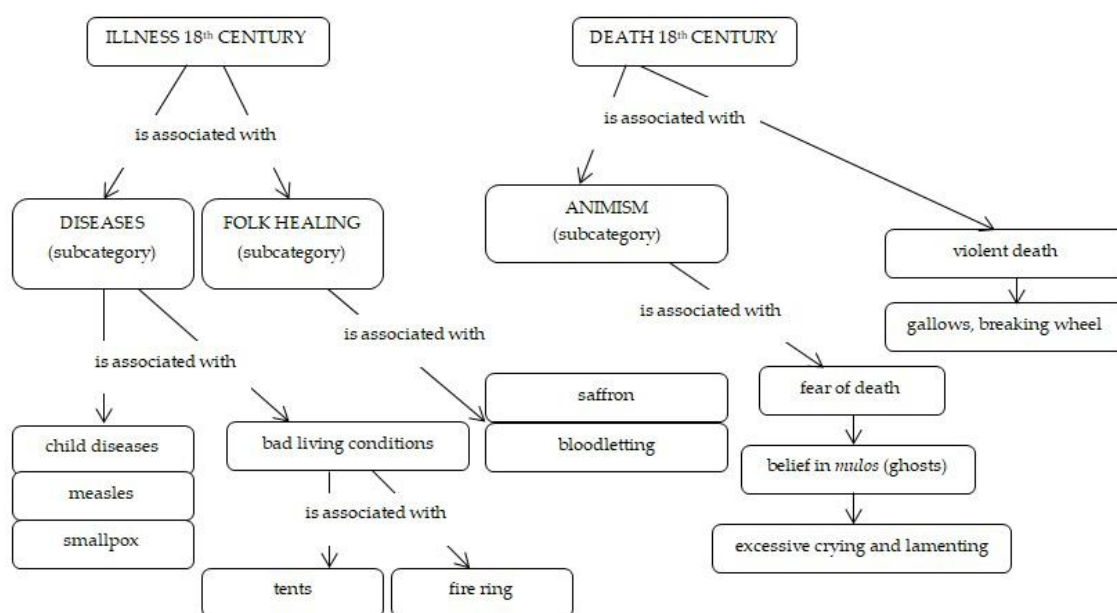 ILLNESS 18th CENTURY
DEATH 18th CENTURY
is associated with
is associated with
DISEASES
(subcategory)
FOLK HEALING
(subcategory)
ANIMISM
(subcategory)
violent death
gallows, breaking wheel
is associated with
is associated with
is associated with
saffron
bloodletting
fear of death
child diseases
measles
smallpox
bad living conditions
belief in mulos (ghosts)
is associated with
excessive crying and lamenting
tents
fire ring